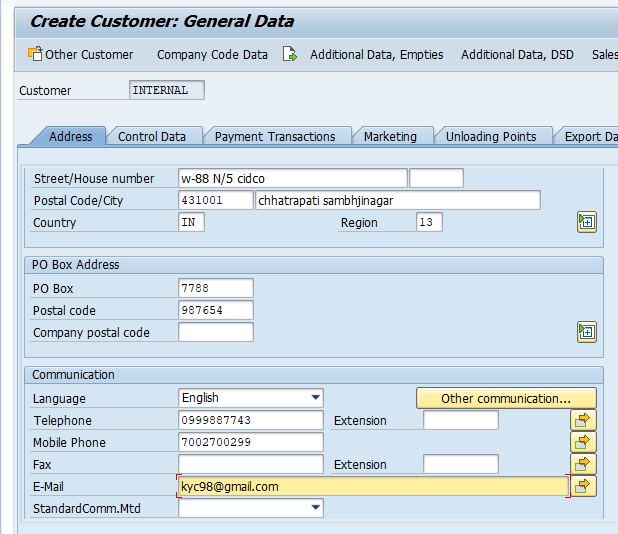 Create Customer: General Data
Other Customer Company Code Data Additional Data, Empties Additional Data, DSD Sales
Customer INTERNAL
Address Control Data Payment Transactions Marketing Unloading Points Export Da
Street/House number w-88 N/5 cidco
Postal Code/City 431001 chhatrapati sambhjinagar
Country IN Region 13
PO Box Address
PO Box 7788
Postal code 987654
Company postal code
Communication
Language English Other communication...
Telephone 0999887743 Extension
Mobile Phone 7002700299
Fax Extension
E-Mail kyc98@gmail.com
StandardComm.Mtd